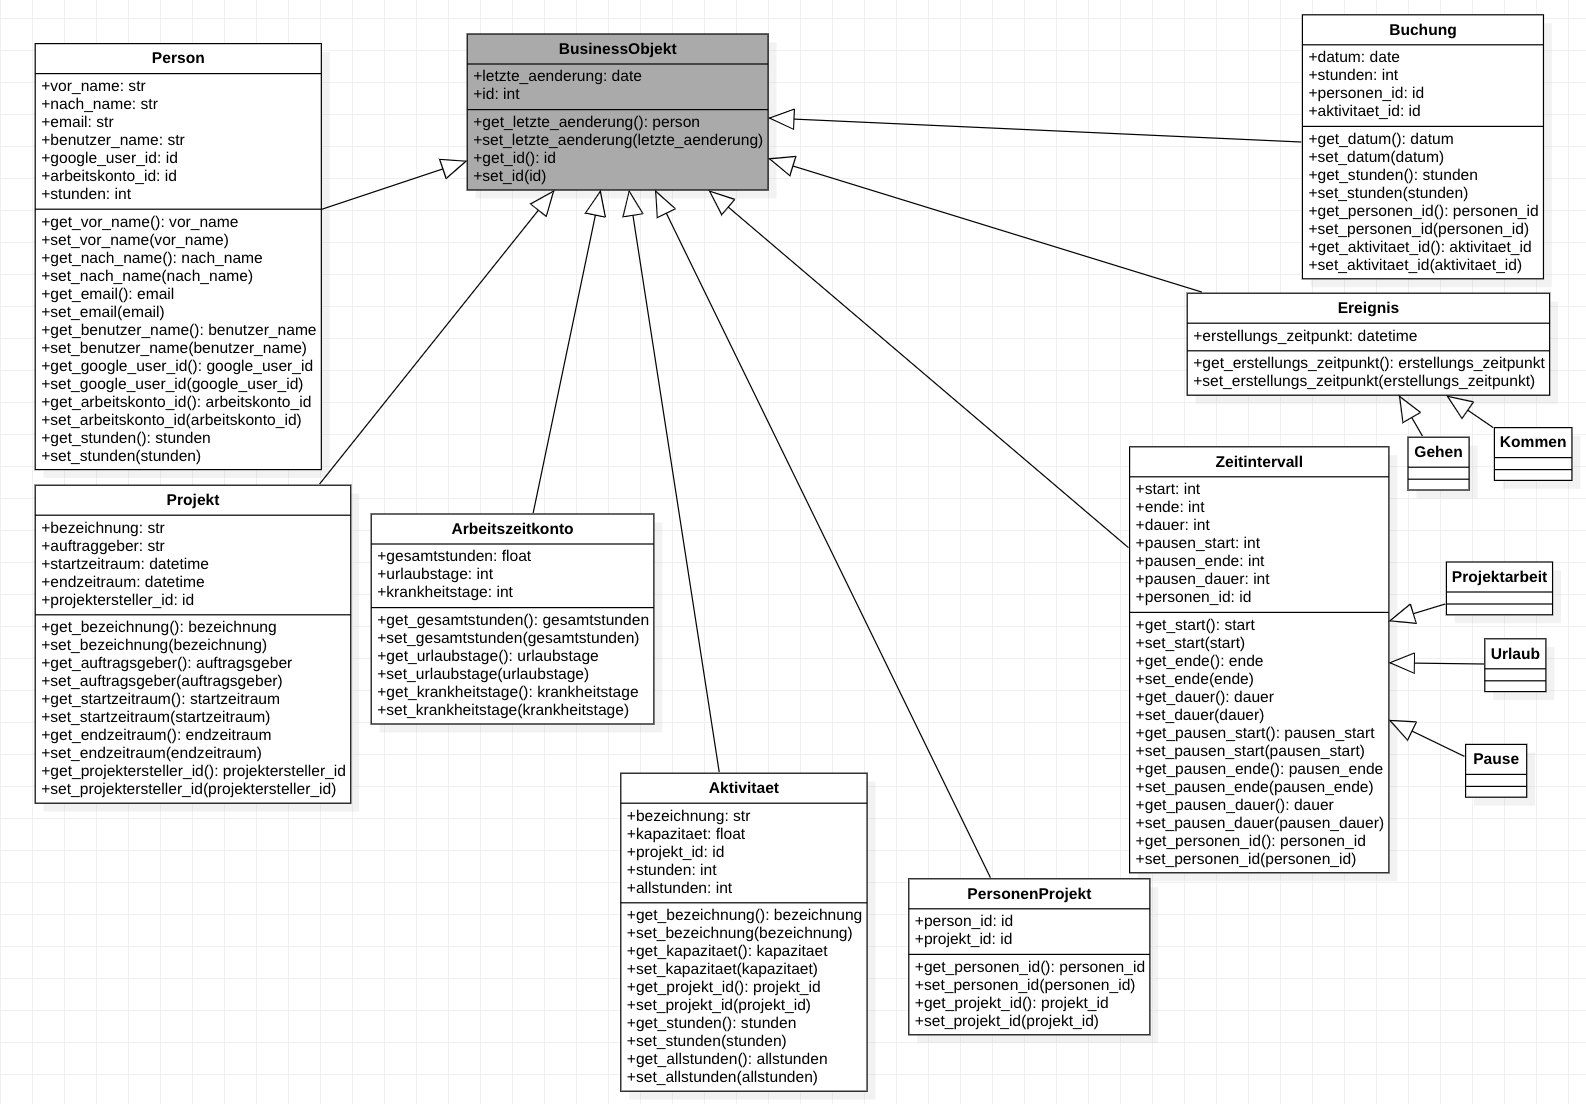 Person
+vor_name: str
+nach_name: str
+email: str
+benutzer_name: str
+google_user_id: id
+arbeitskonto_id: id
+stunden: int
+get_vor_name(): vor_name
+set_vor_name(vor_name)
+get_nach_name(): nach_name
+set_nach_name(nach_name)
+get_email(): email
+set_email(email)
+get_benutzer_name(): benutzer_name
+set_benutzer_name(benutzer_name)
+get_google_user_id(): google_user_id
+set_google_user_id(google_user_id)
+get_arbeitskonto_id(): arbeitskonto_id
+set_arbeitskonto_id(arbeitskonto_id)
+get_stunden(): stunden
+set_stunden(stunden)
BusinessObjekt
+letzte_aenderung: date
+id: int
+get_letzte_aenderung(): person
+set_letzte_aenderung(letzte_aenderung)
+get_id(): id
+set_id(id)
Buchung
+datum: date
+stunden: int
+personen_id: id
+aktivitaet_id: id
+get_datum(): datum
+set_datum(datum)
+get_stunden(): stunden
+set_stunden(stunden)
+get_personen_id(): personen_id
+set_personen_id(personen_id)
+get_aktivitaet_id(): aktivitaet_id
+set_aktivitaet_id(aktivitaet_id)
Ereignis
+erstellungs_zeitpunkt: datetime
+get_erstellungs_zeitpunkt(): erstellungs_zeitpunkt
+set_erstellungs_zeitpunkt(erstellungs_zeitpunkt)
Gehen
Kommen
Projekt
+bezeichnung: str
+auftraggeber: str
+startzeitraum: datetime
+endzeitraum: datetime
+projektersteller_id: id
+get_bezeichnung(): bezeichnung
+set_bezeichnung(bezeichnung)
+get_auftragsgeber(): auftragsgeber
+set_auftragsgeber(auftragsgeber)
+get_startzeitraum(): startzeitraum
+set_startzeitraum(startzeitraum)
+get_endzeitraum(): endzeitraum
+set_endzeitraum(endzeitraum)
+get_projektersteller_id(): projektersteller_id
+set_projektersteller_id(projektersteller_id)
Arbeitszeitkonto
+gesamtstunden: float
+urlaubstage: int
+krankheitstage: int
+get_gesamtstunden(): gesamtstunden
+set_gesamtstunden(gesamtstunden)
+get_urlaubstage(): urlaubstage
+set_urlaubstage(urlaubstage)
+get_krankheitstage(): krankheitstage
+set_krankheitstage(krankheitstage)
Zeitintervall
+start: int
+ende: int
+dauer: int
+pausen_start: int
+pausen_ende: int
+pausen_dauer: int
+personen_id: id
+get_start(): start
+set_start(start)
+get_ende(): ende
+set_ende(ende)
+get_dauer(): dauer
+set_dauer(dauer)
+get_pausen_start(): pausen_start
+set_pausen_start(pausen_start)
+get_pausen_ende(): pausen_ende
+set_pausen_ende(pausen_ende)
+get_pausen_dauer(): dauer
+set_pausen_dauer(pausen_dauer)
+get_personen_id(): personen_id
+set_personen_id(personen_id)
Projektarbeit
Urlaub
Pause
Aktivitaet
+bezeichnung: str
+kapazitaet: float
+projekt_id: id
+stunden: int
+allstunden: int
+get_bezeichnung(): bezeichnung
+set_bezeichnung(bezeichnung)
+get_kapazitaet(): kapazitaet
+set_kapazitaet(kapazitaet)
+get_projekt_id(): projekt_id
+set_projekt_id(projekt_id)
+get_stunden(): stunden
+set_stunden(stunden)
+get_allstunden(): allstunden
+set_allstunden(allstunden)
PersonenProjekt
+person_id: id
+projekt_id: id
+get_personen_id(): personen_id
+set_personen_id(personen_id)
+get_projekt_id(): projekt_id
+set_projekt_id(projekt_id)